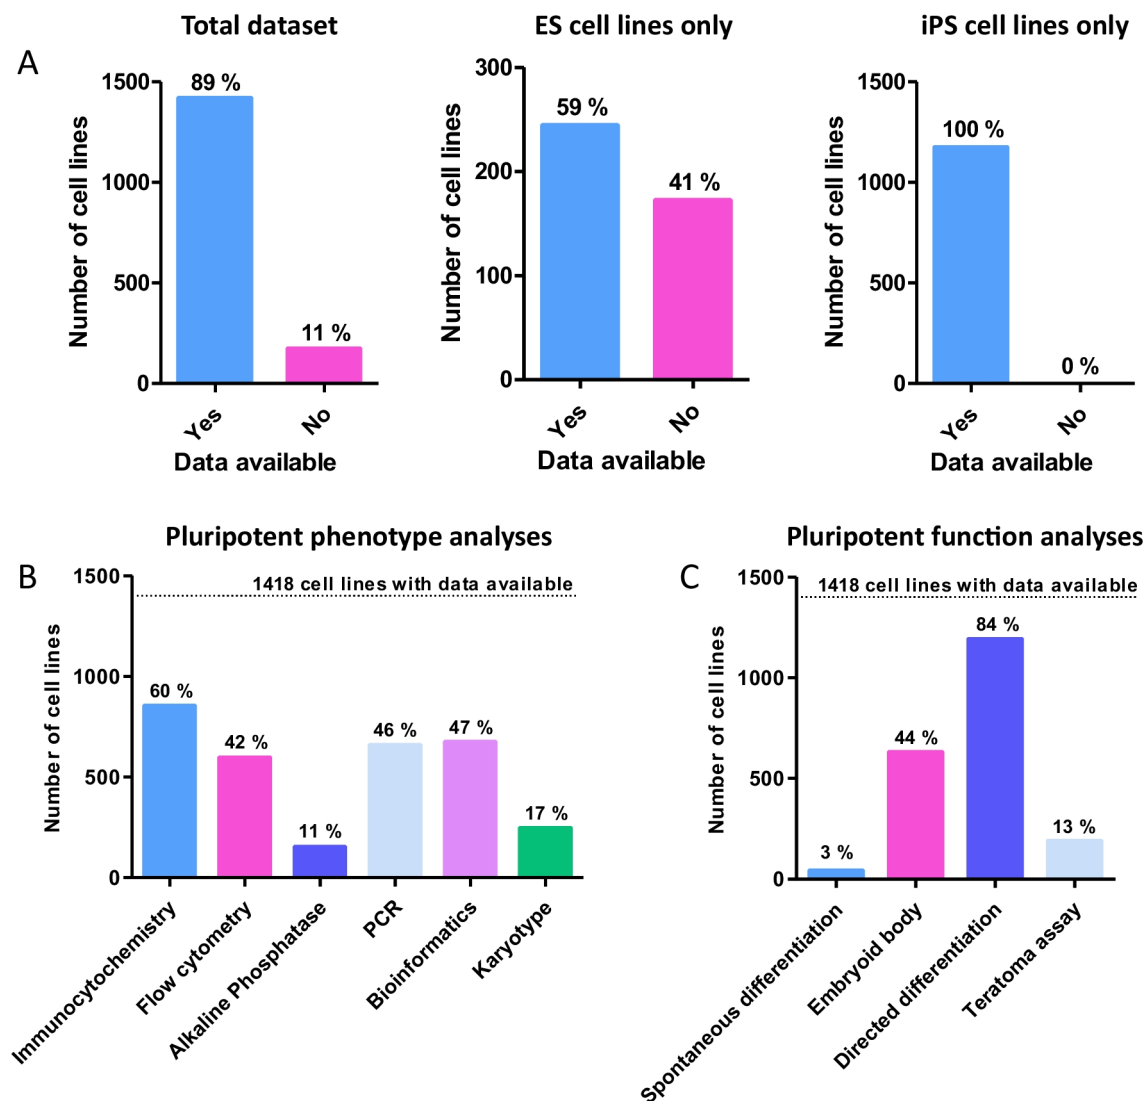 Total dataset
ES cell lines only
iPS cell lines only
A
Number of cell lines
1500
1000
500
0
89 %
11 %
Yes
No
Data available
Number of cell lines
300
200
100
0
59 %
41 %
Yes
No
Data available
Number of cell lines
1500
1000
500
0
100 %
0 %
Yes
No
Data available
Pluripotent phenotype analyses
B
1418 cell lines with data available
Number of cell lines
1500
1000
500
0
60 %
42 %
11 %
46 %
47 %
17 %
Immunocytochemistry
Flow cytometry
Alkaline Phosphatase
PCR
Bioinformatics
Karyotype
Pluripotent function analyses
C
1418 cell lines with data available
Number of cell lines
1500
1000
500
0
3 %
44 %
84 %
13 %
Spontaneous differentiation
Embryoid body
Directed differentiation
Teratoma assay